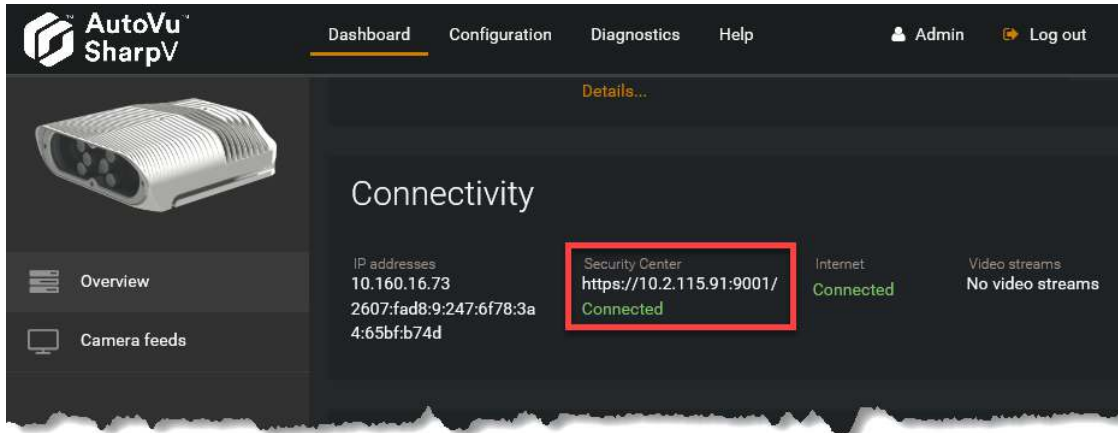 AutoVu™
SharpV
Dashboard
Configuration
Diagnostics
Help
Admin
Log out
Details...
Connectivity
IP addresses
10.160.16.73
2607:fad8:9:247:6f78:3a
4:65bf:b74d
Security Center
https://10.2.115.91:9001/
Connected
Internet
Connected
Video streams
No video streams
Overview
Camera feeds